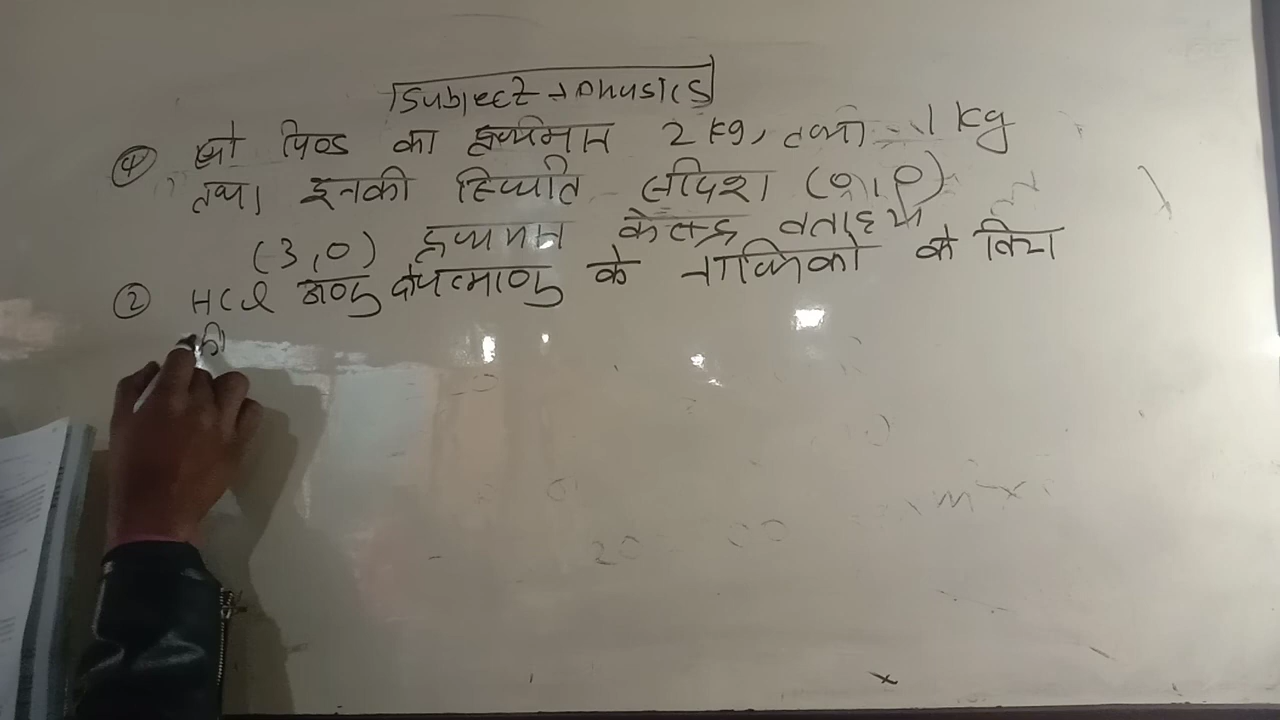 Subject → Physics
① दो पिण्ड का द्रव्यमान 2 kg, तथा 1 kg
तथा इनकी स्थिति सदिश (0,0)
(3,0) द्रव्यमान केन्द्र बताइये
② HCl अणु के परमाणु के नाभिको के बिच
की